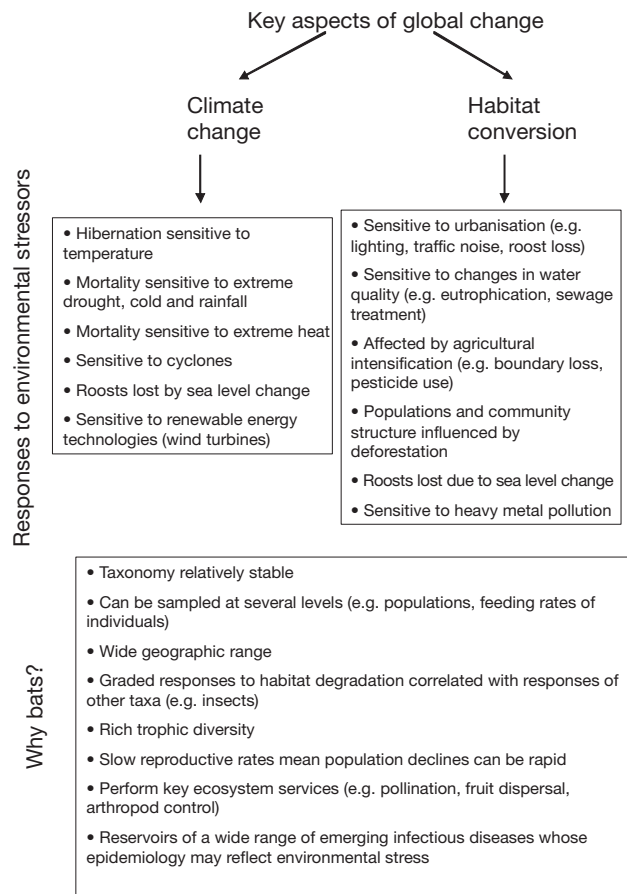 Key aspects of global change
Climate
change
Habitat
conversion
Responses to environmental stressors
• Hibernation sensitive to
temperature
• Mortality sensitive to extreme
drought, cold and rainfall
• Mortality sensitive to extreme heat
• Sensitive to cyclones
• Roosts lost by sea level change
• Sensitive to renewable energy
technologies (wind turbines)
• Sensitive to urbanisation (e.g.
lighting, traffic noise, roost loss)
• Sensitive to changes in water
quality (e.g. eutrophication, sewage
treatment)
• Affected by agricultural
intensification (e.g. boundary loss,
pesticide use)
• Populations and community
structure influenced by
deforestation
• Roosts lost due to sea level change
• Sensitive to heavy metal pollution
Why bats?
• Taxonomy relatively stable
• Can be sampled at several levels (e.g. populations, feeding rates of
individuals)
• Wide geographic range
• Graded responses to habitat degradation correlated with responses of
other taxa (e.g. insects)
• Rich trophic diversity
• Slow reproductive rates mean population declines can be rapid
• Perform key ecosystem services (e.g. pollination, fruit dispersal,
arthropod control)
• Reservoirs of a wide range of emerging infectious diseases whose
epidemiology may reflect environmental stress